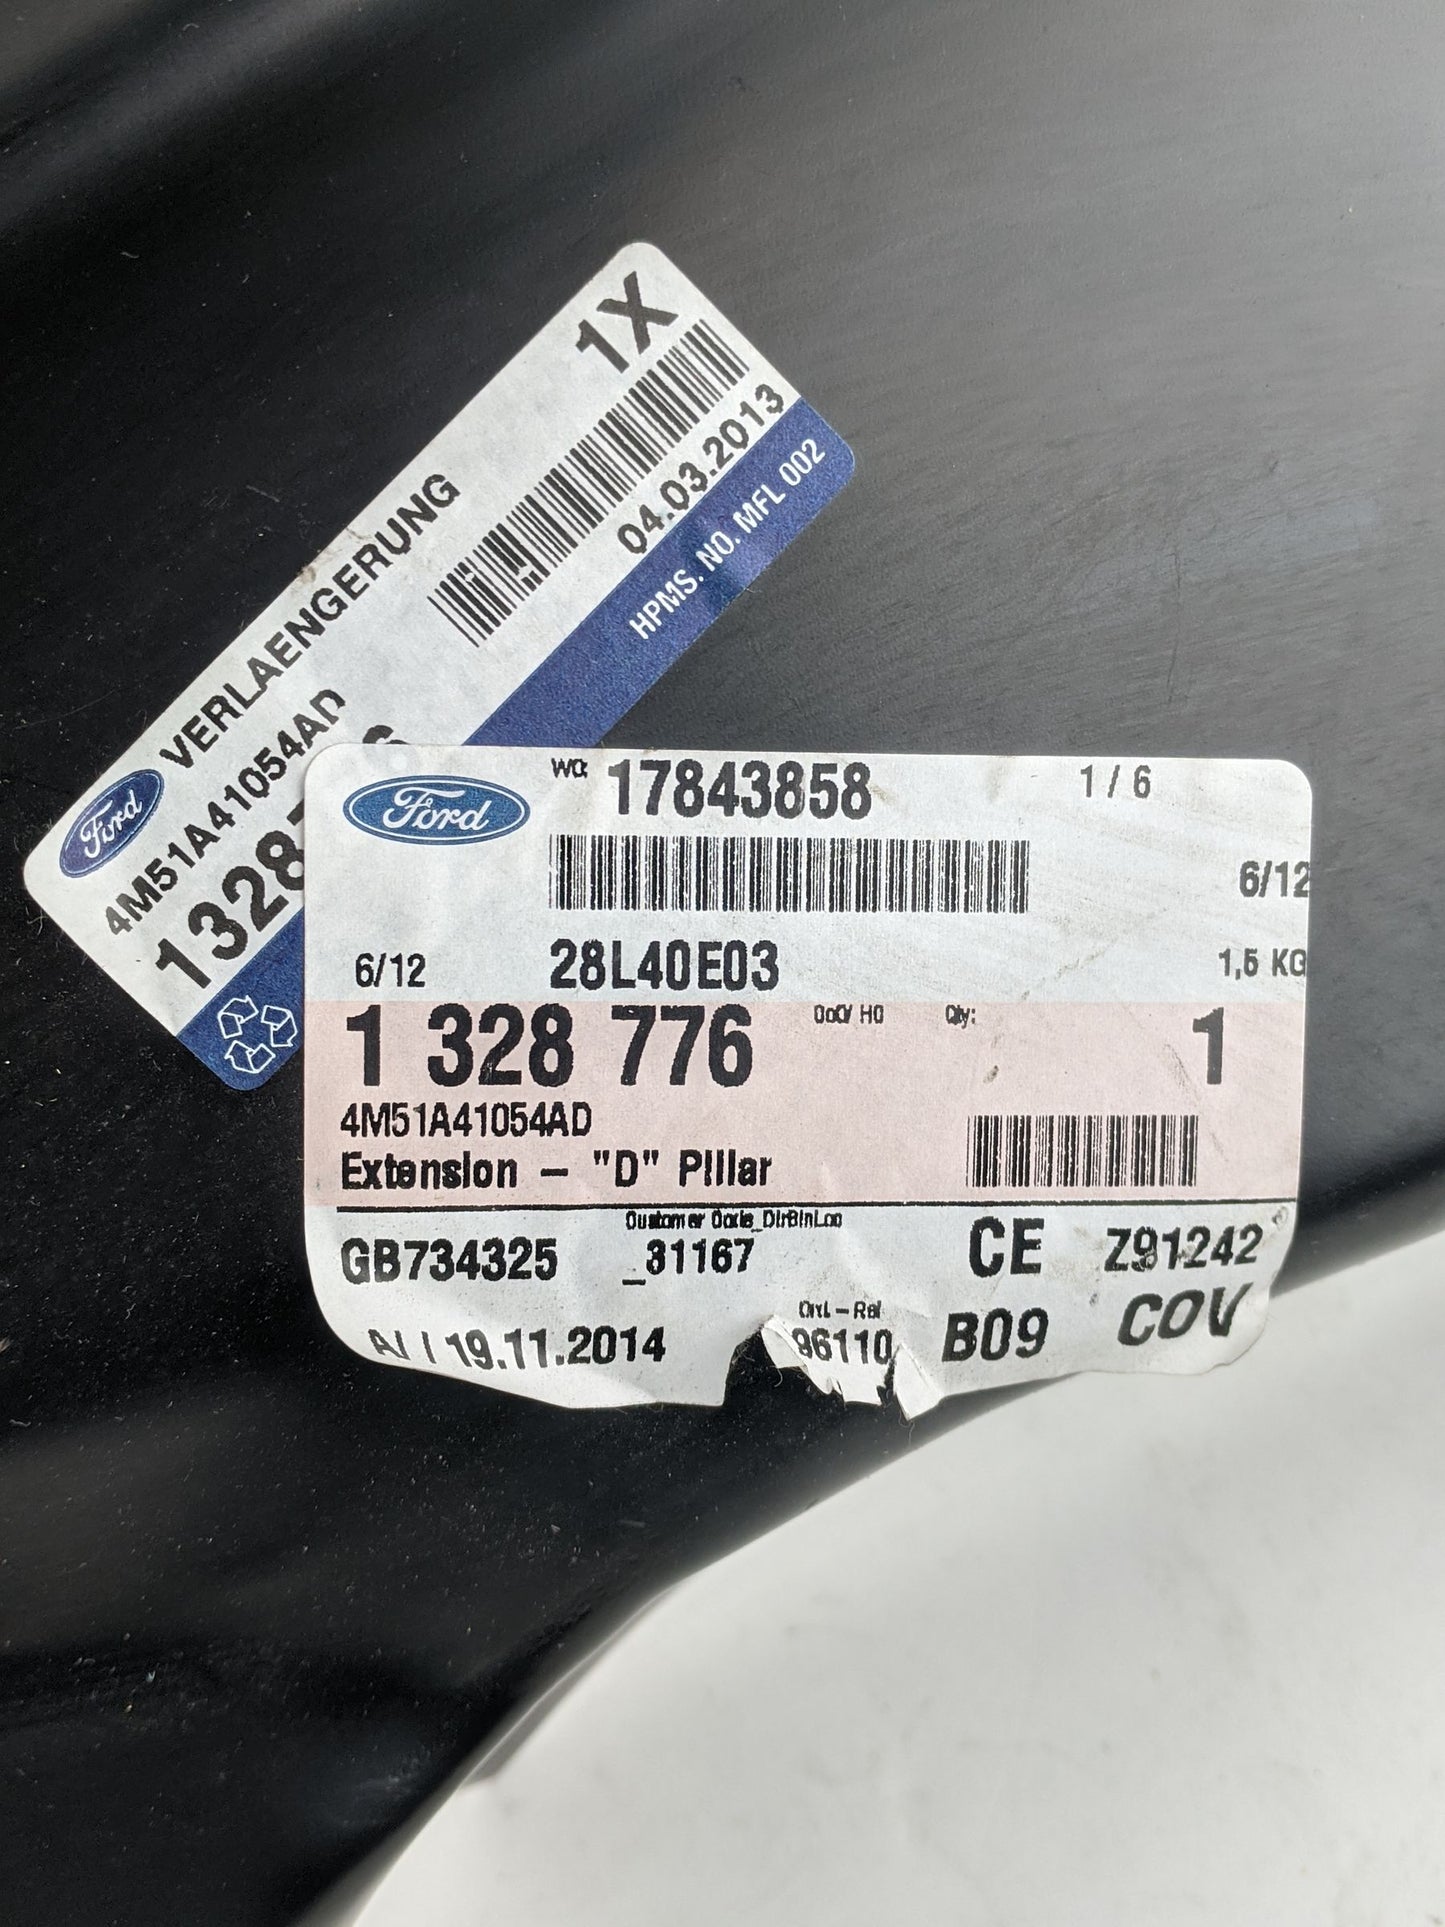 1X
VERLAENGERUNG
04.03.2013
4M51A41054AD
HPMS. NO. MFL 002
Ford
Ford
17843858
1 / 6
6/12
6/12
28L40E03
1,5 KG
1 328 776
Qty:
1
4M51A41054AD
Extension - "D" Pillar
GB734325
_31167
CE
Z91242
19.11.2014
96110
B09
COV